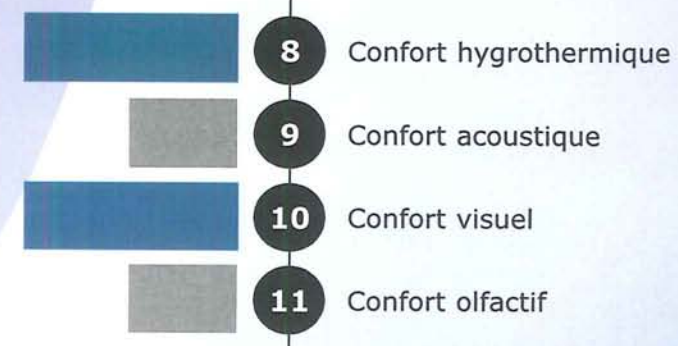 8 Confort hygrothermique
9 Confort acoustique
10 Confort visuel
11 Confort olfactif